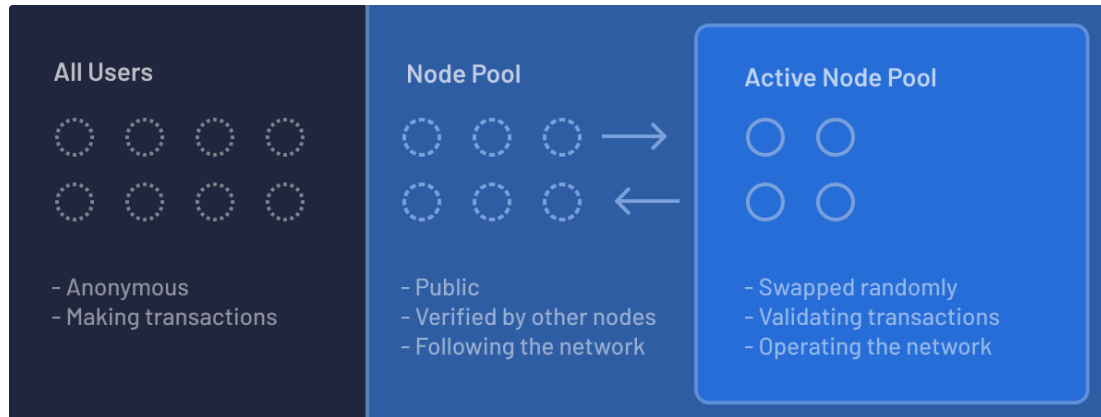 All Users
- Anonymous
- Making transactions
Node Pool
- Public
- Verified by other nodes
- Following the network
Active Node Pool
- Swapped randomly
- Validating transactions
- Operating the network